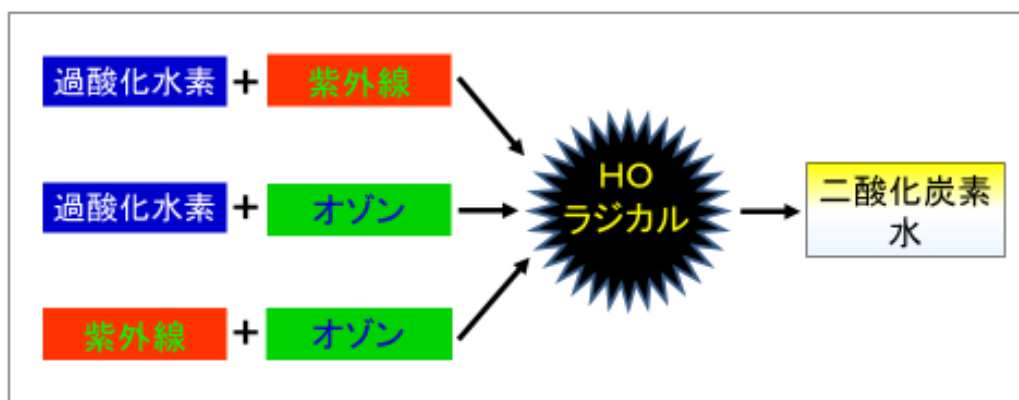 過酸化水素 + 紫外線
過酸化水素 + オゾン
紫外線 + オゾン
HO
ラジカル
二酸化炭素
水